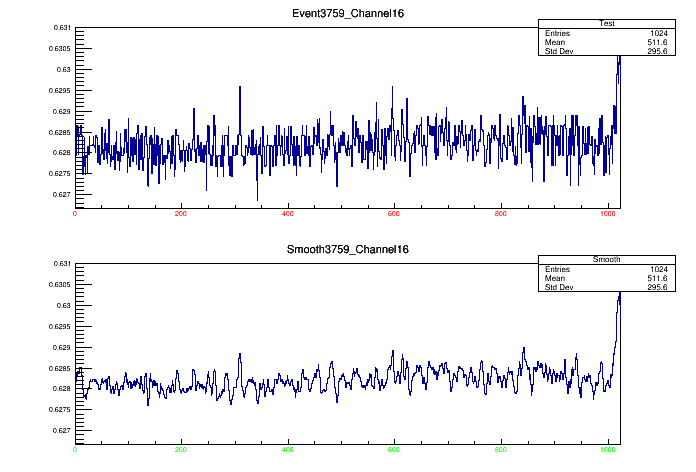 Event3759_Channel16
Test
Entries 1024
Mean 511.6
Std Dev 295.6
0.631
0.6305
0.63
0.6295
0.629
0.6285
0.628
0.6275
0.627
0 200 400 600 800 1000
Smooth3759_Channel16
Smooth
Entries 1024
Mean 511.6
Std Dev 295.6
0.631
0.6305
0.63
0.6295
0.629
0.6285
0.628
0.6275
0.627
0 200 400 600 800 1000